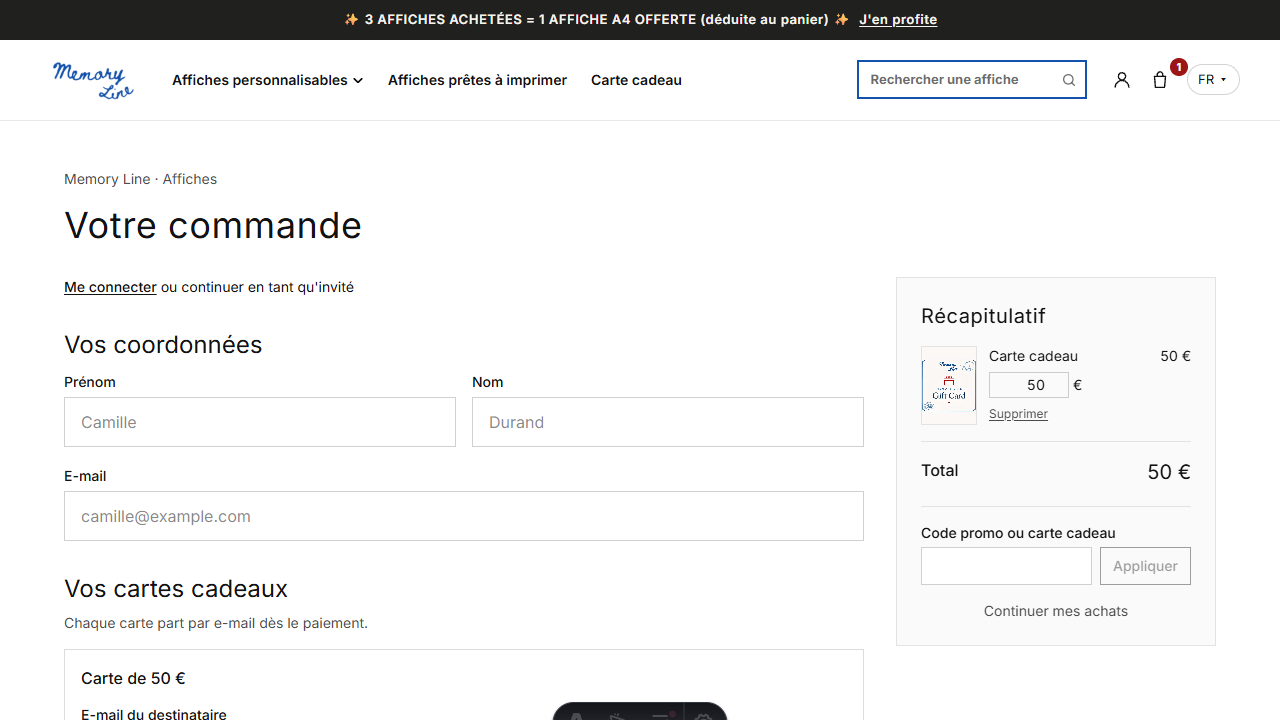 ✨ 3 AFFICHES ACHETÉES = 1 AFFICHE A4 OFFERTE (déduite au panier) ✨ J'en profite
Memory Line
Affiches personnalisables
Affiches prêtes à imprimer
Carte cadeau
Rechercher une affiche
1
FR
Memory Line · Affiches
Votre commande
Me connecter ou continuer en tant qu'invité
Vos coordonnées
Prénom
Nom
Camille
Durand
E-mail
camille@example.com
Vos cartes cadeaux
Chaque carte part par e-mail dès le paiement.
Carte de 50 €
E-mail du destinataire
Récapitulatif
Gift Card
Carte cadeau
50 €
50 €
Supprimer
Total
50 €
Code promo ou carte cadeau
Appliquer
Continuer mes achats